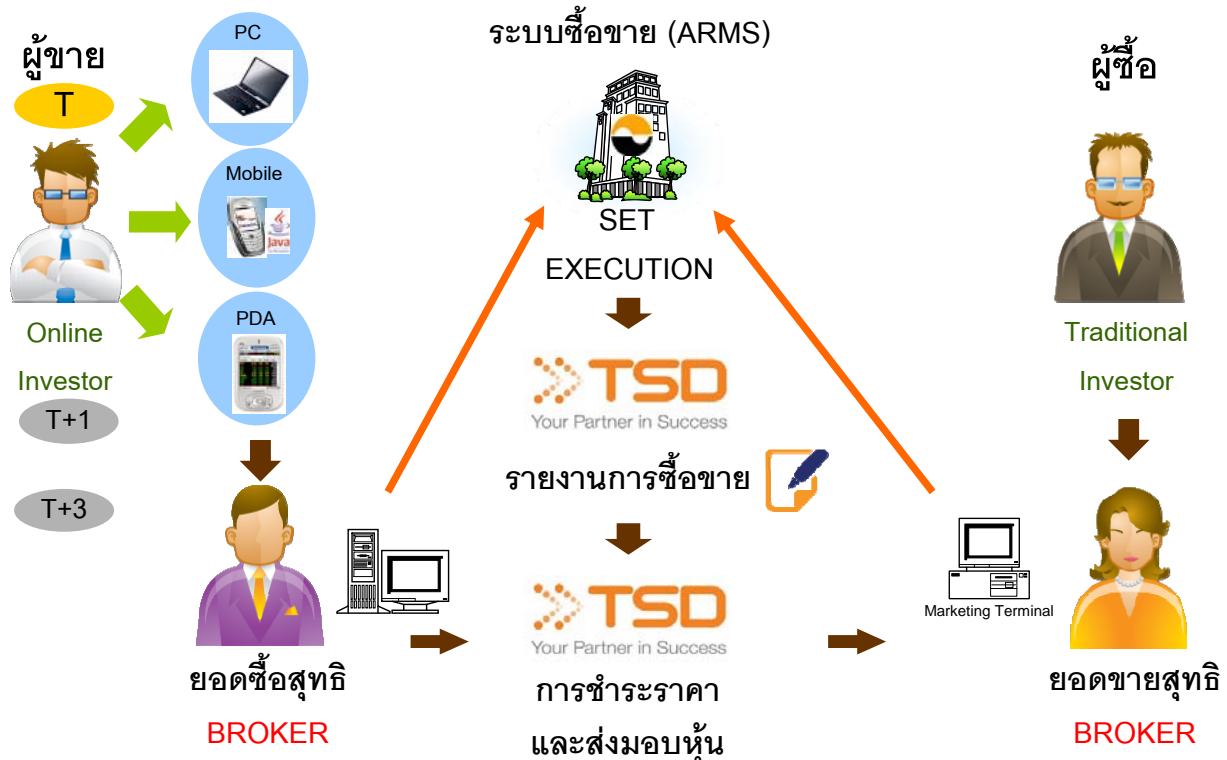 ผู้ขาย
T
Online
Investor
T+1
T+3
PC
Mobile
Java
PDA
ยอดซื้อสุทธิ
BROKER
ระบบซื้อขาย (ARMS)
SET
EXECUTION
TSD
Your Partner in Success
รายงานการซื้อขาย
TSD
Your Partner in Success
การชำระราคา
และส่งมอบหุ้น
ผู้ซื้อ
Traditional
Investor
Marketing Terminal
ยอดขายสุทธิ
BROKER